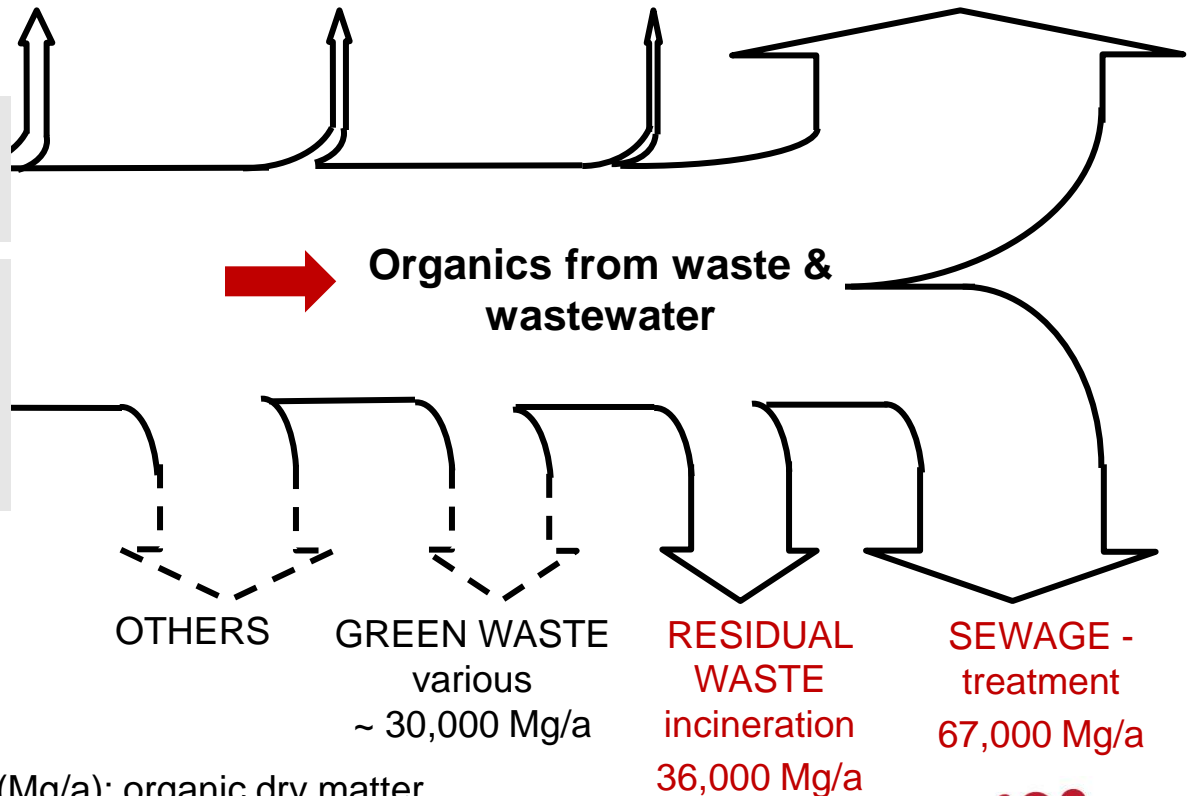 Organics from waste &
wastewater
OTHERS
GREEN WASTE
various
~ 30,000 Mg/a
RESIDUAL
WASTE
incineration
36,000 Mg/a
SEWAGE -
treatment
67,000 Mg/a
(Mg/a): organic dry matter